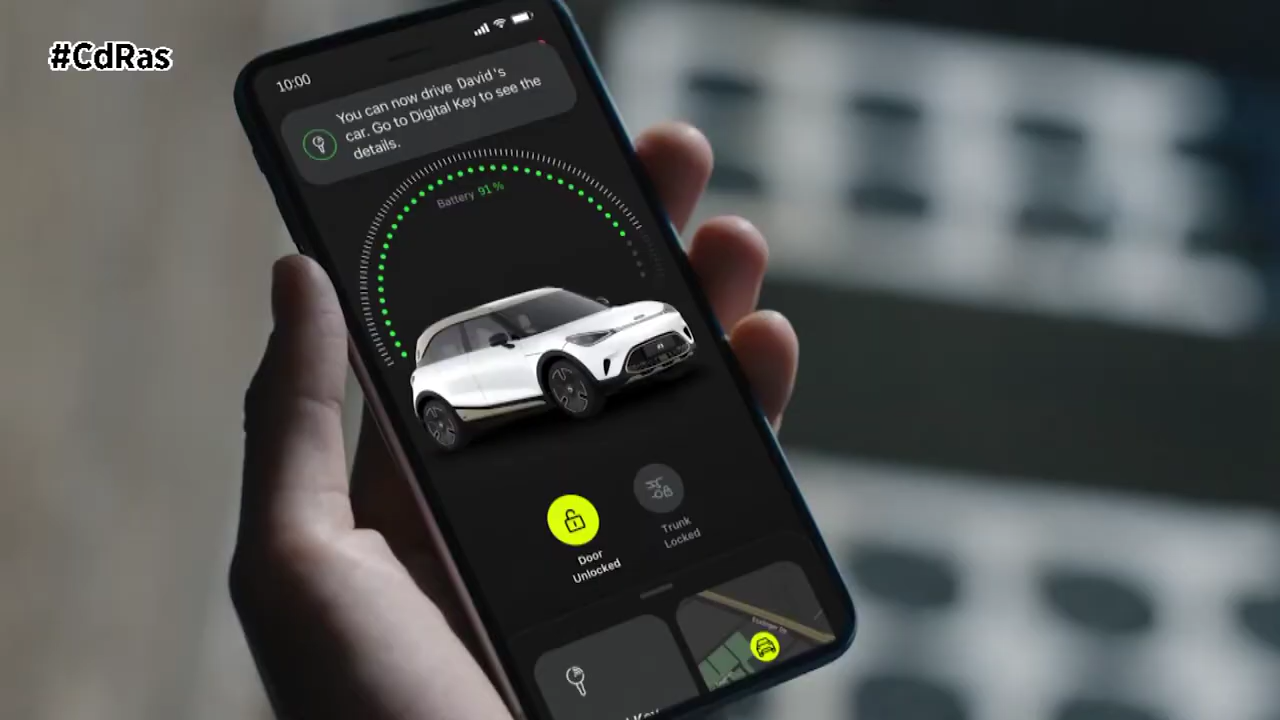 #CdRas
10:00
You can now drive David's
car. Go to Digital Key to see the
details.
Battery 91 %
Door
Unlocked
Trunk
Locked